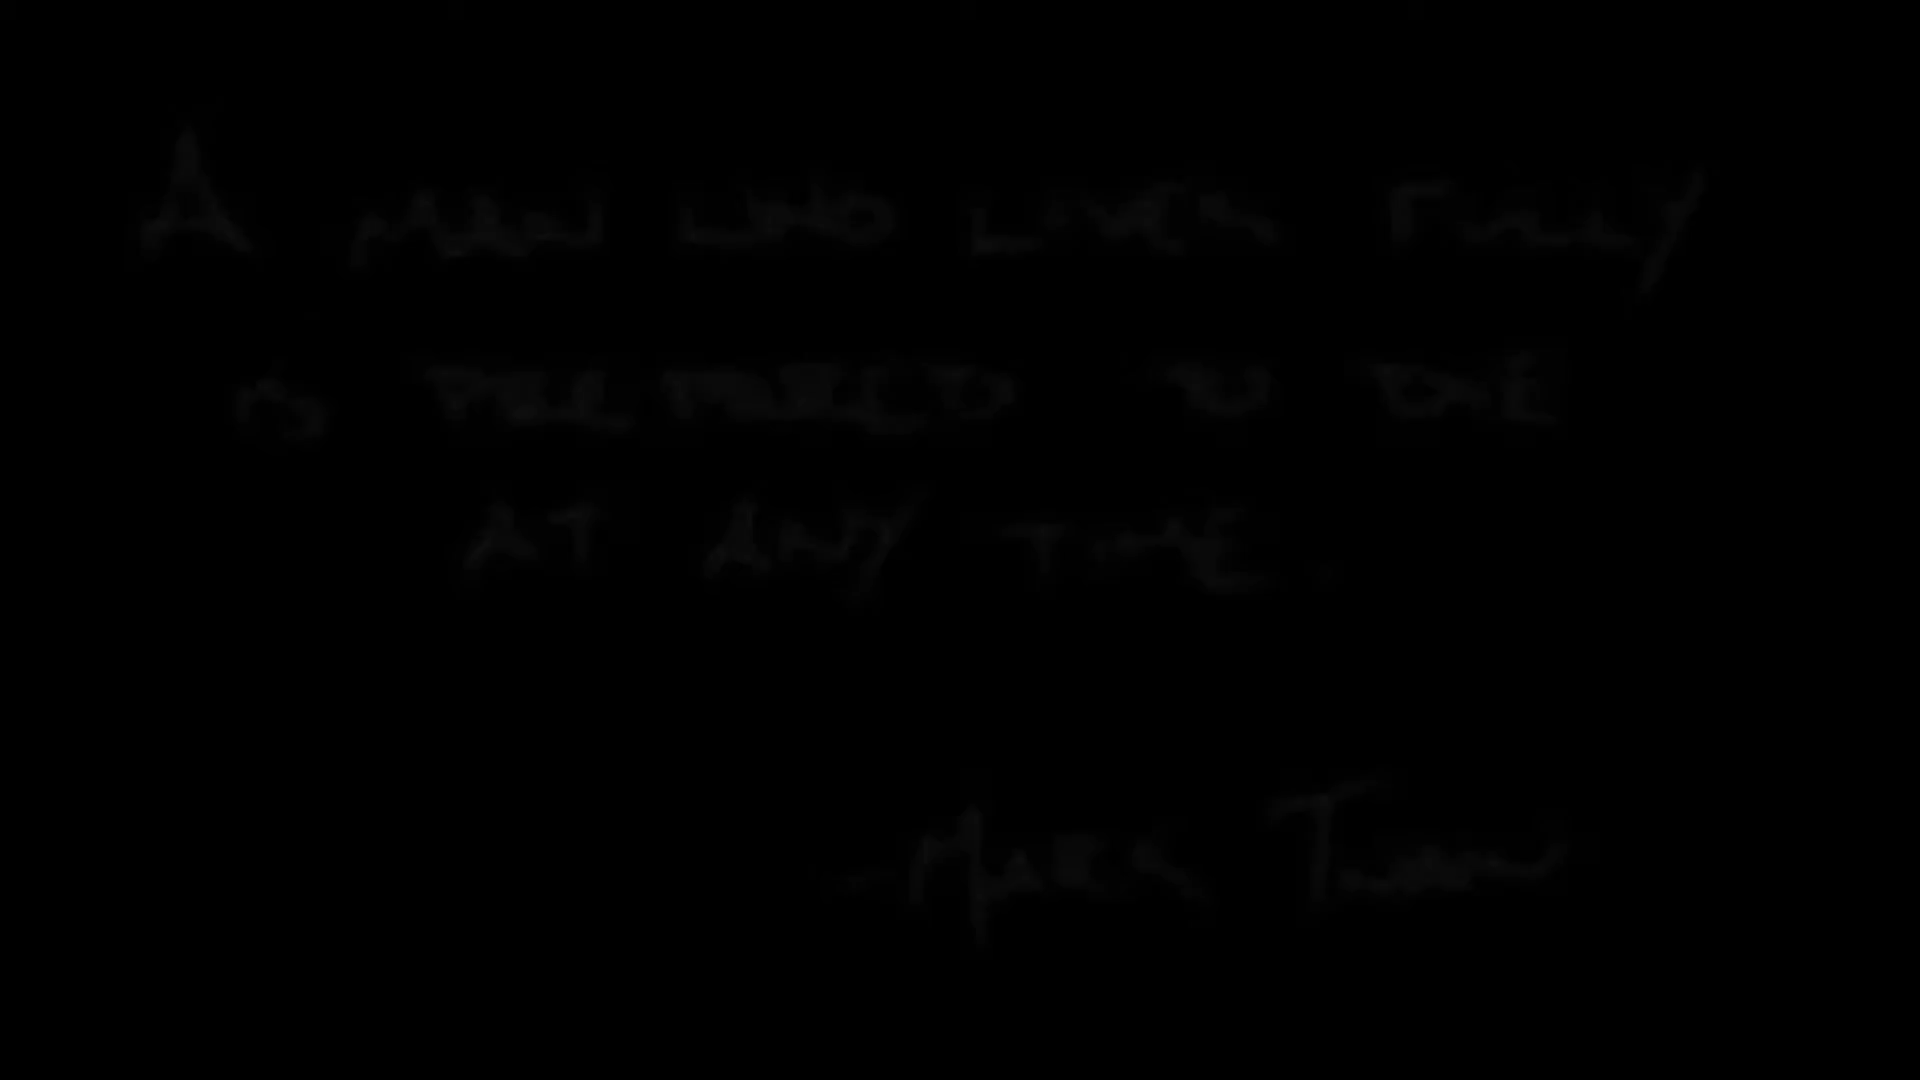 A MAN WHO LIVES FULLY
IS PREPARED TO DIE
AT ANY TIME.
- MARK TWAIN